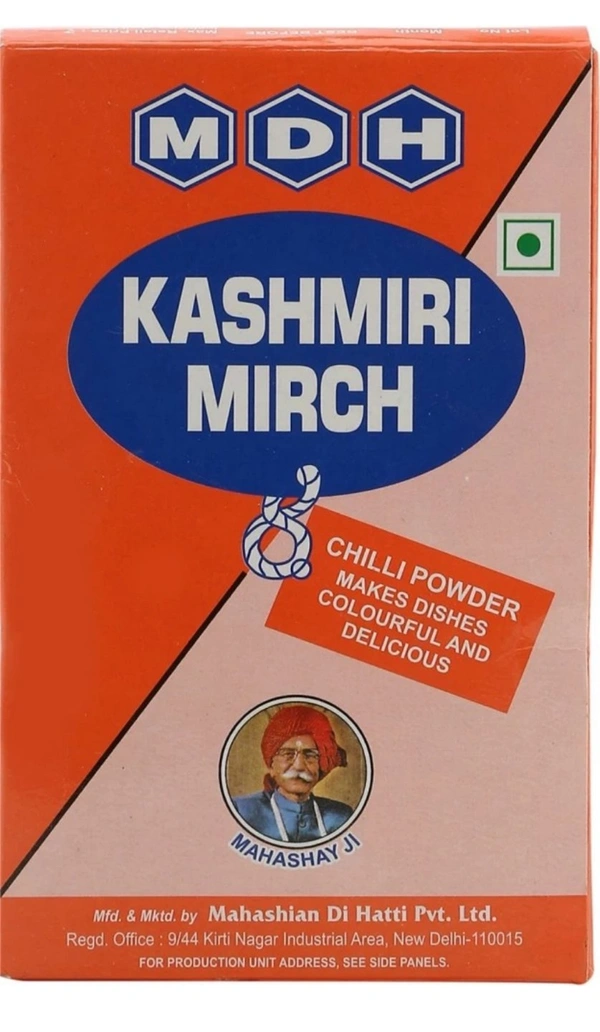 MDH
KASHMIRI
MIRCH
CHILLI POWDER
MAKES DISHES
COLOURFUL AND
DELICIOUS
MAHASHAY JI
Mfd. & Mktd. by Mahashian Di Hatti Pvt. Ltd.
Regd. Office : 9/44 Kirti Nagar Industrial Area, New Delhi-110015
FOR PRODUCTION UNIT ADDRESS, SEE SIDE PANELS.